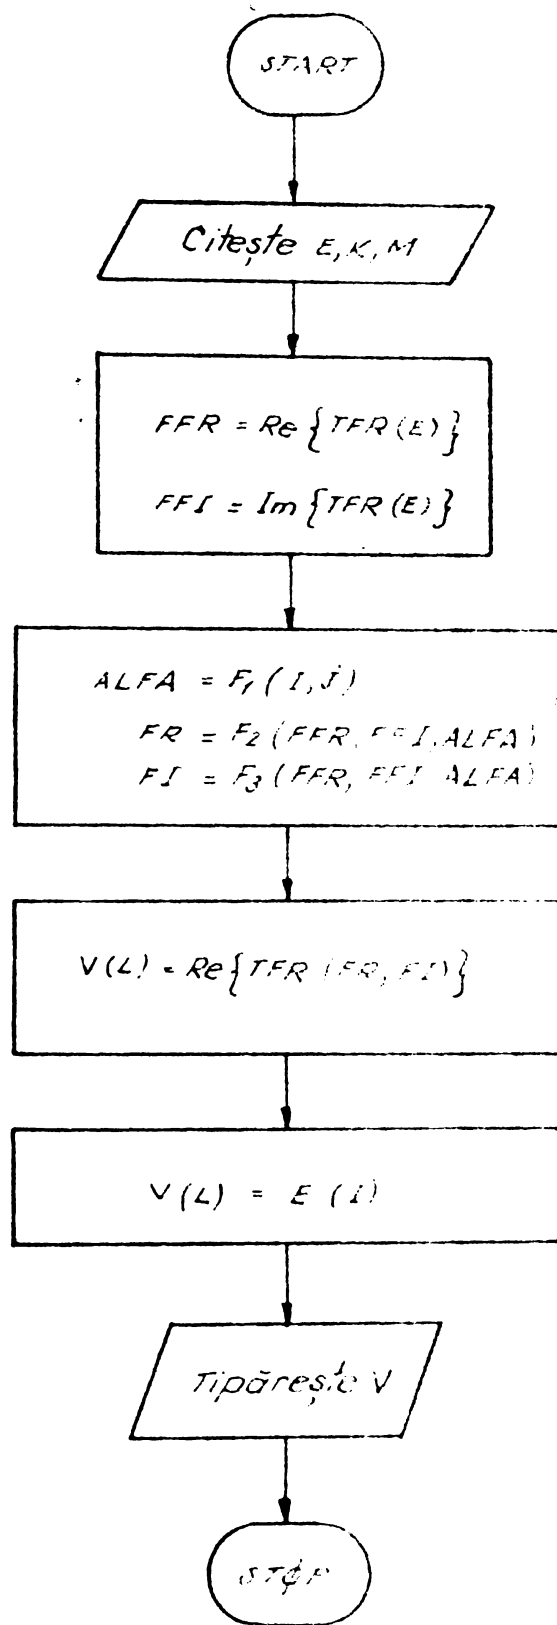 START
Citește E, K, M
FFR = Re {TFR (E)}
FFI = Im {TFR (E)}
ALFA = F1 (I, J)
FR = F2 (FFR, FFI, ALFA)
FI = F3 (FFR, FFI ALFA)
V(L) = Re {TFR (FR, FI)}
V(L) = E (I)
Tipărește V
STOP